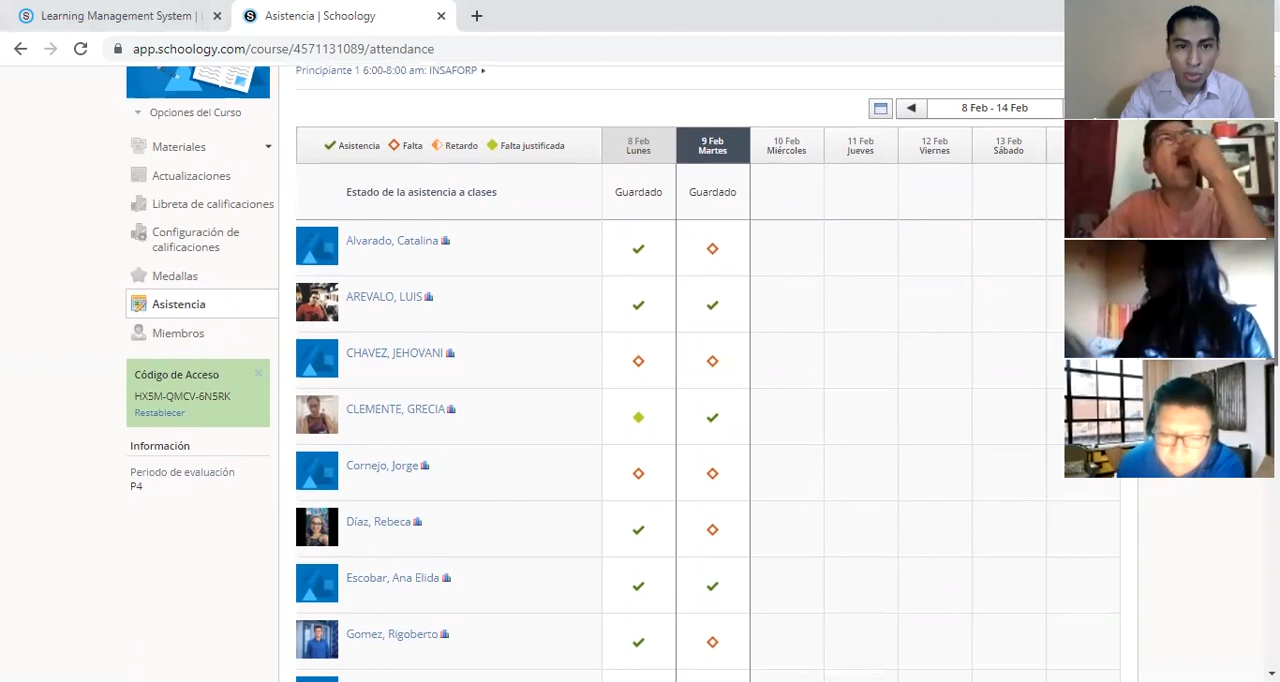 Learning Management System |
Asistencia | Schoology
app.schoology.com/course/4571131089/attendance
Principiante 1 6:00-8:00 am: INSAFORP
Opciones del Curso
Materiales
Actualizaciones
Libreta de calificaciones
Configuración de
calificaciones
Medallas
Asistencia
Miembros
Código de Acceso
HX5M-QMCV-6N5RK
Restablecer
Información
Periodo de evaluación
P4
8 Feb - 14 Feb
Asistencia Falta Retardo Falta justificada
8 Feb
Lunes
9 Feb
Martes
10 Feb
Miércoles
11 Feb
Jueves
12 Feb
Viernes
13 Feb
Sábado
Estado de la asistencia a clases Guardado Guardado
Alvarado, Catalina
AREVALO, LUIS
CHAVEZ, JEHOVANI
CLEMENTE, GRECIA
Cornejo, Jorge
Díaz, Rebeca
Escobar, Ana Elida
Gomez, Rigoberto